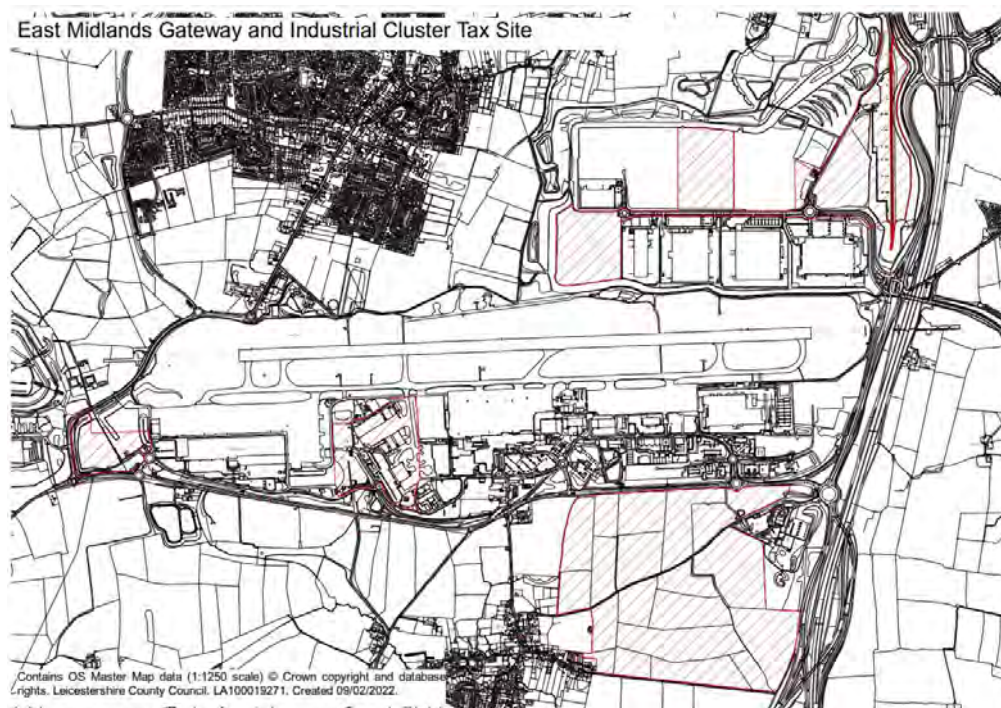 East Midlands Gateway and Industrial Cluster Tax Site
Contains OS Master Map data (1:1250 scale) © Crown copyright and database
rights. Leicestershire County Council. LA100019271. Created 09/02/2022.